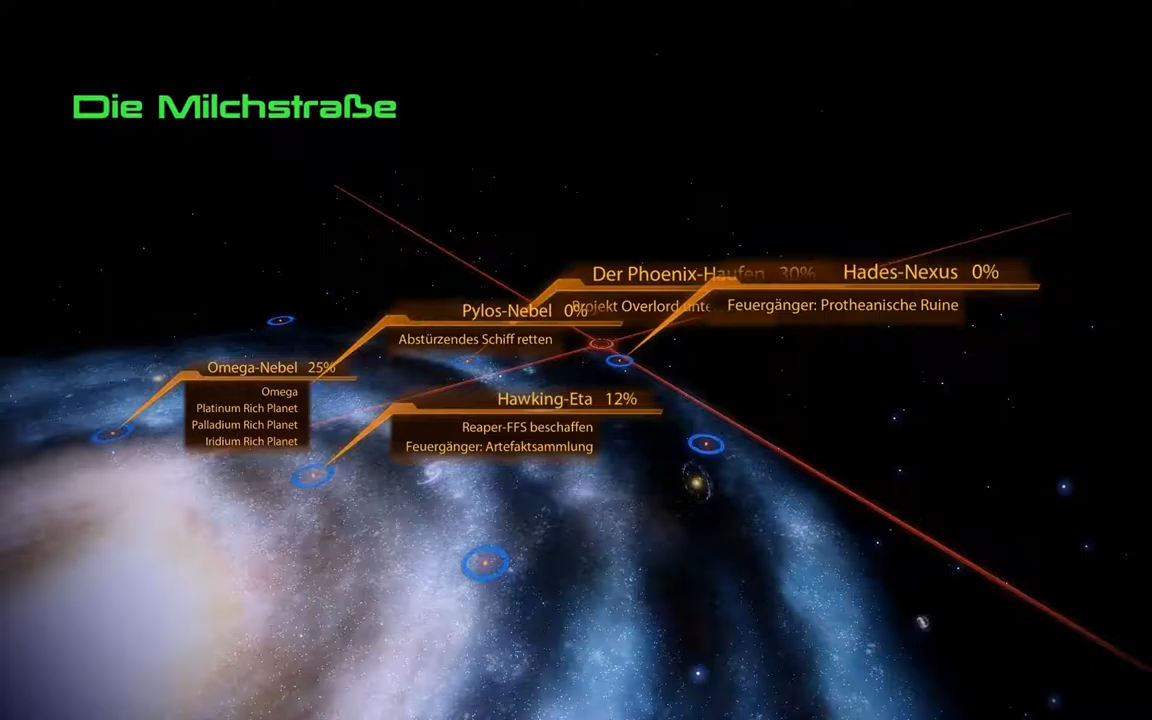 Die Milchstraße
Der Phoenix-Haufen 30%
Projekt Overlord
Hades-Nexus 0%
Feuergänger: Protheanische Ruine
Pylos-Nebel 0%
Abstürzendes Schiff retten
Omega-Nebel 25%
Omega
Platinum Rich Planet
Palladium Rich Planet
Iridium Rich Planet
Hawking-Eta 12%
Reaper-FFS beschaffen
Feuergänger: Artefaktsammlung